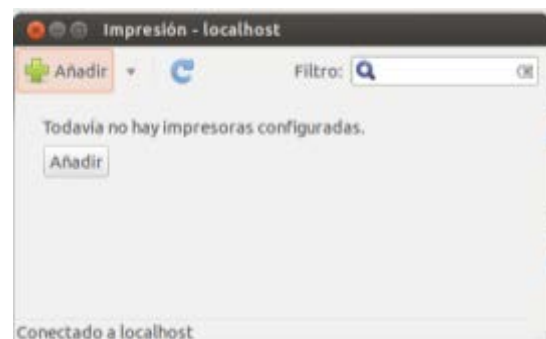 Impresión - localhost
Añadir Filtro:
Todavía no hay impresoras configuradas.
Añadir
Conectado a localhost